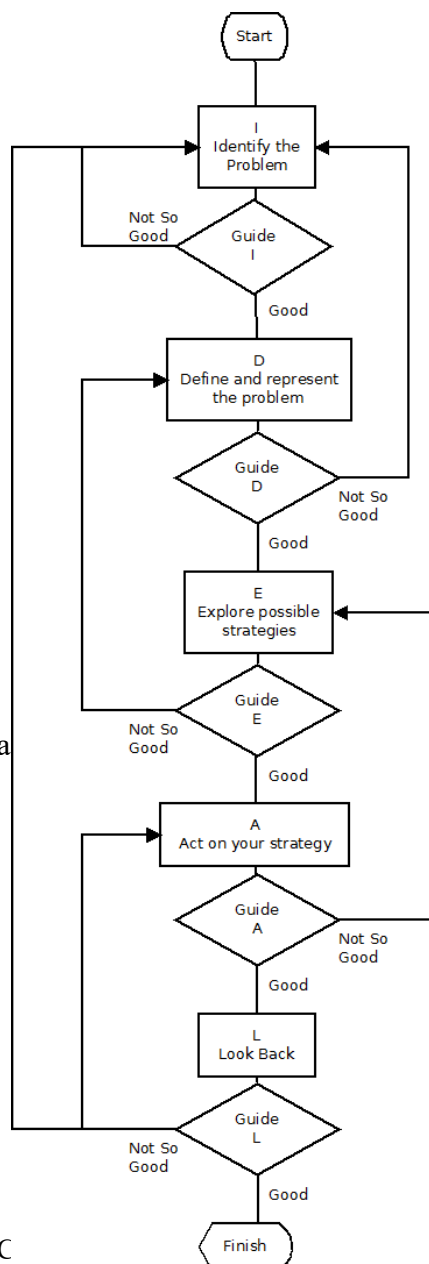 Start
I
Identify the
Problem
Not So
Good
Guide
I
Good
D
Define and represent
the problem
Guide
D
Not So
Good
Good
E
Explore possible
strategies
Guide
E
a
Not So
Good
Good
A
Act on your strategy
Guide
A
Not So
Good
Good
L
Look Back
Guide
L
Not So
Good
Good
Finish
C